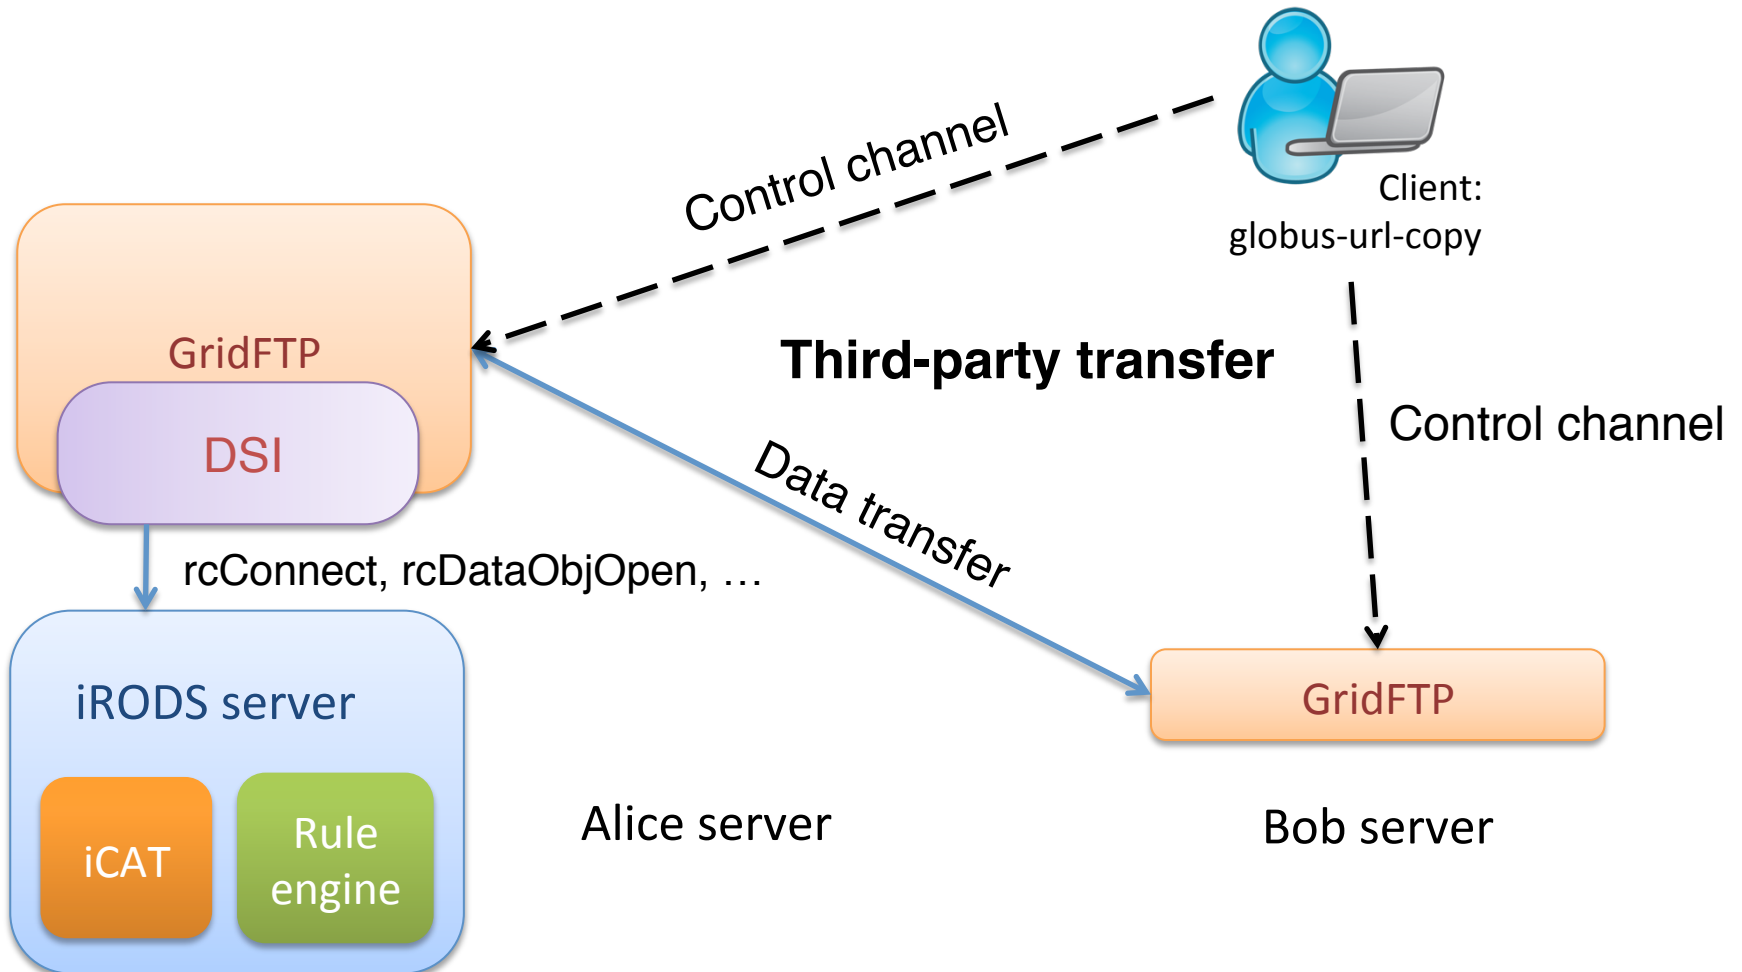 Control channel
Client:
globus-url-copy
GridFTP
Third-party transfer
Control channel
DSI
Data transfer
rcConnect, rcDataObjOpen, …
iRODS server
GridFTP
iCAT
Rule
engine
Alice server
Bob server